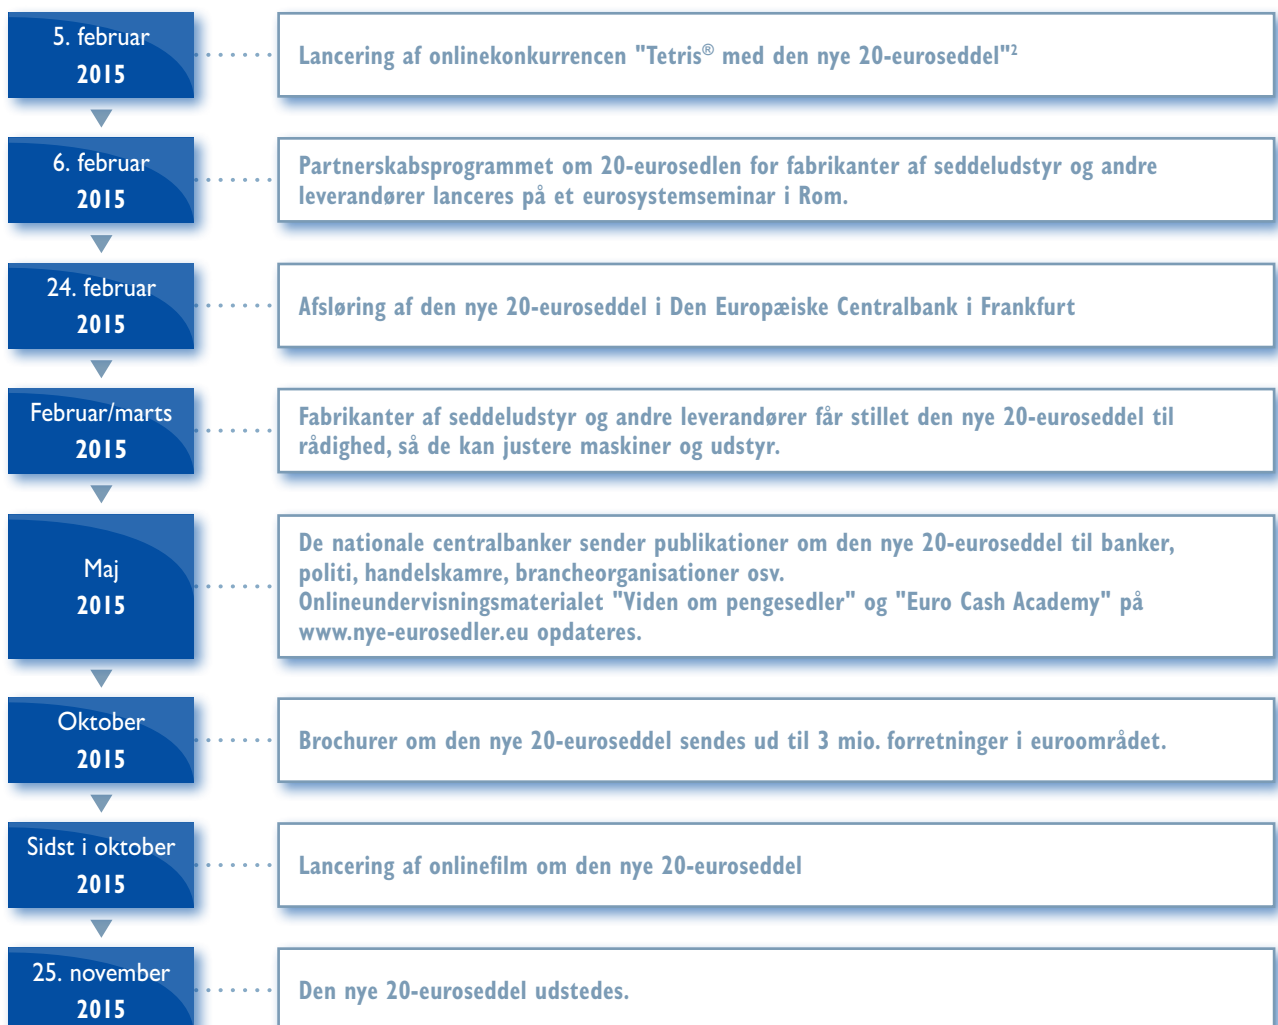 5. februar
2015
Lancering af onlinekonkurrencen "Tetris® med den nye 20-euroseddel"²
6. februar
2015
Partnerskabsprogrammet om 20-eurosedlen for fabrikanter af seddeludstyr og andre
leverandører lanceres på et eurosystemseminar i Rom.
24. februar
2015
Afsløring af den nye 20-euroseddel i Den Europæiske Centralbank i Frankfurt
Februar/marts
2015
Fabrikanter af seddeludstyr og andre leverandører får stillet den nye 20-euroseddel til
rådighed, så de kan justere maskiner og udstyr.
Maj
2015
De nationale centralbanker sender publikationer om den nye 20-euroseddel til banker,
politi, handelskamre, brancheorganisationer osv.
Onlineundervisningsmaterialet "Viden om pengesedler" og "Euro Cash Academy" på
www.nye-eurosedler.eu opdateres.
Oktober
2015
Brochurer om den nye 20-euroseddel sendes ud til 3 mio. forretninger i euroområdet.
Sidst i oktober
2015
Lancering af onlinefilm om den nye 20-euroseddel
25. november
2015
Den nye 20-euroseddel udstedes.